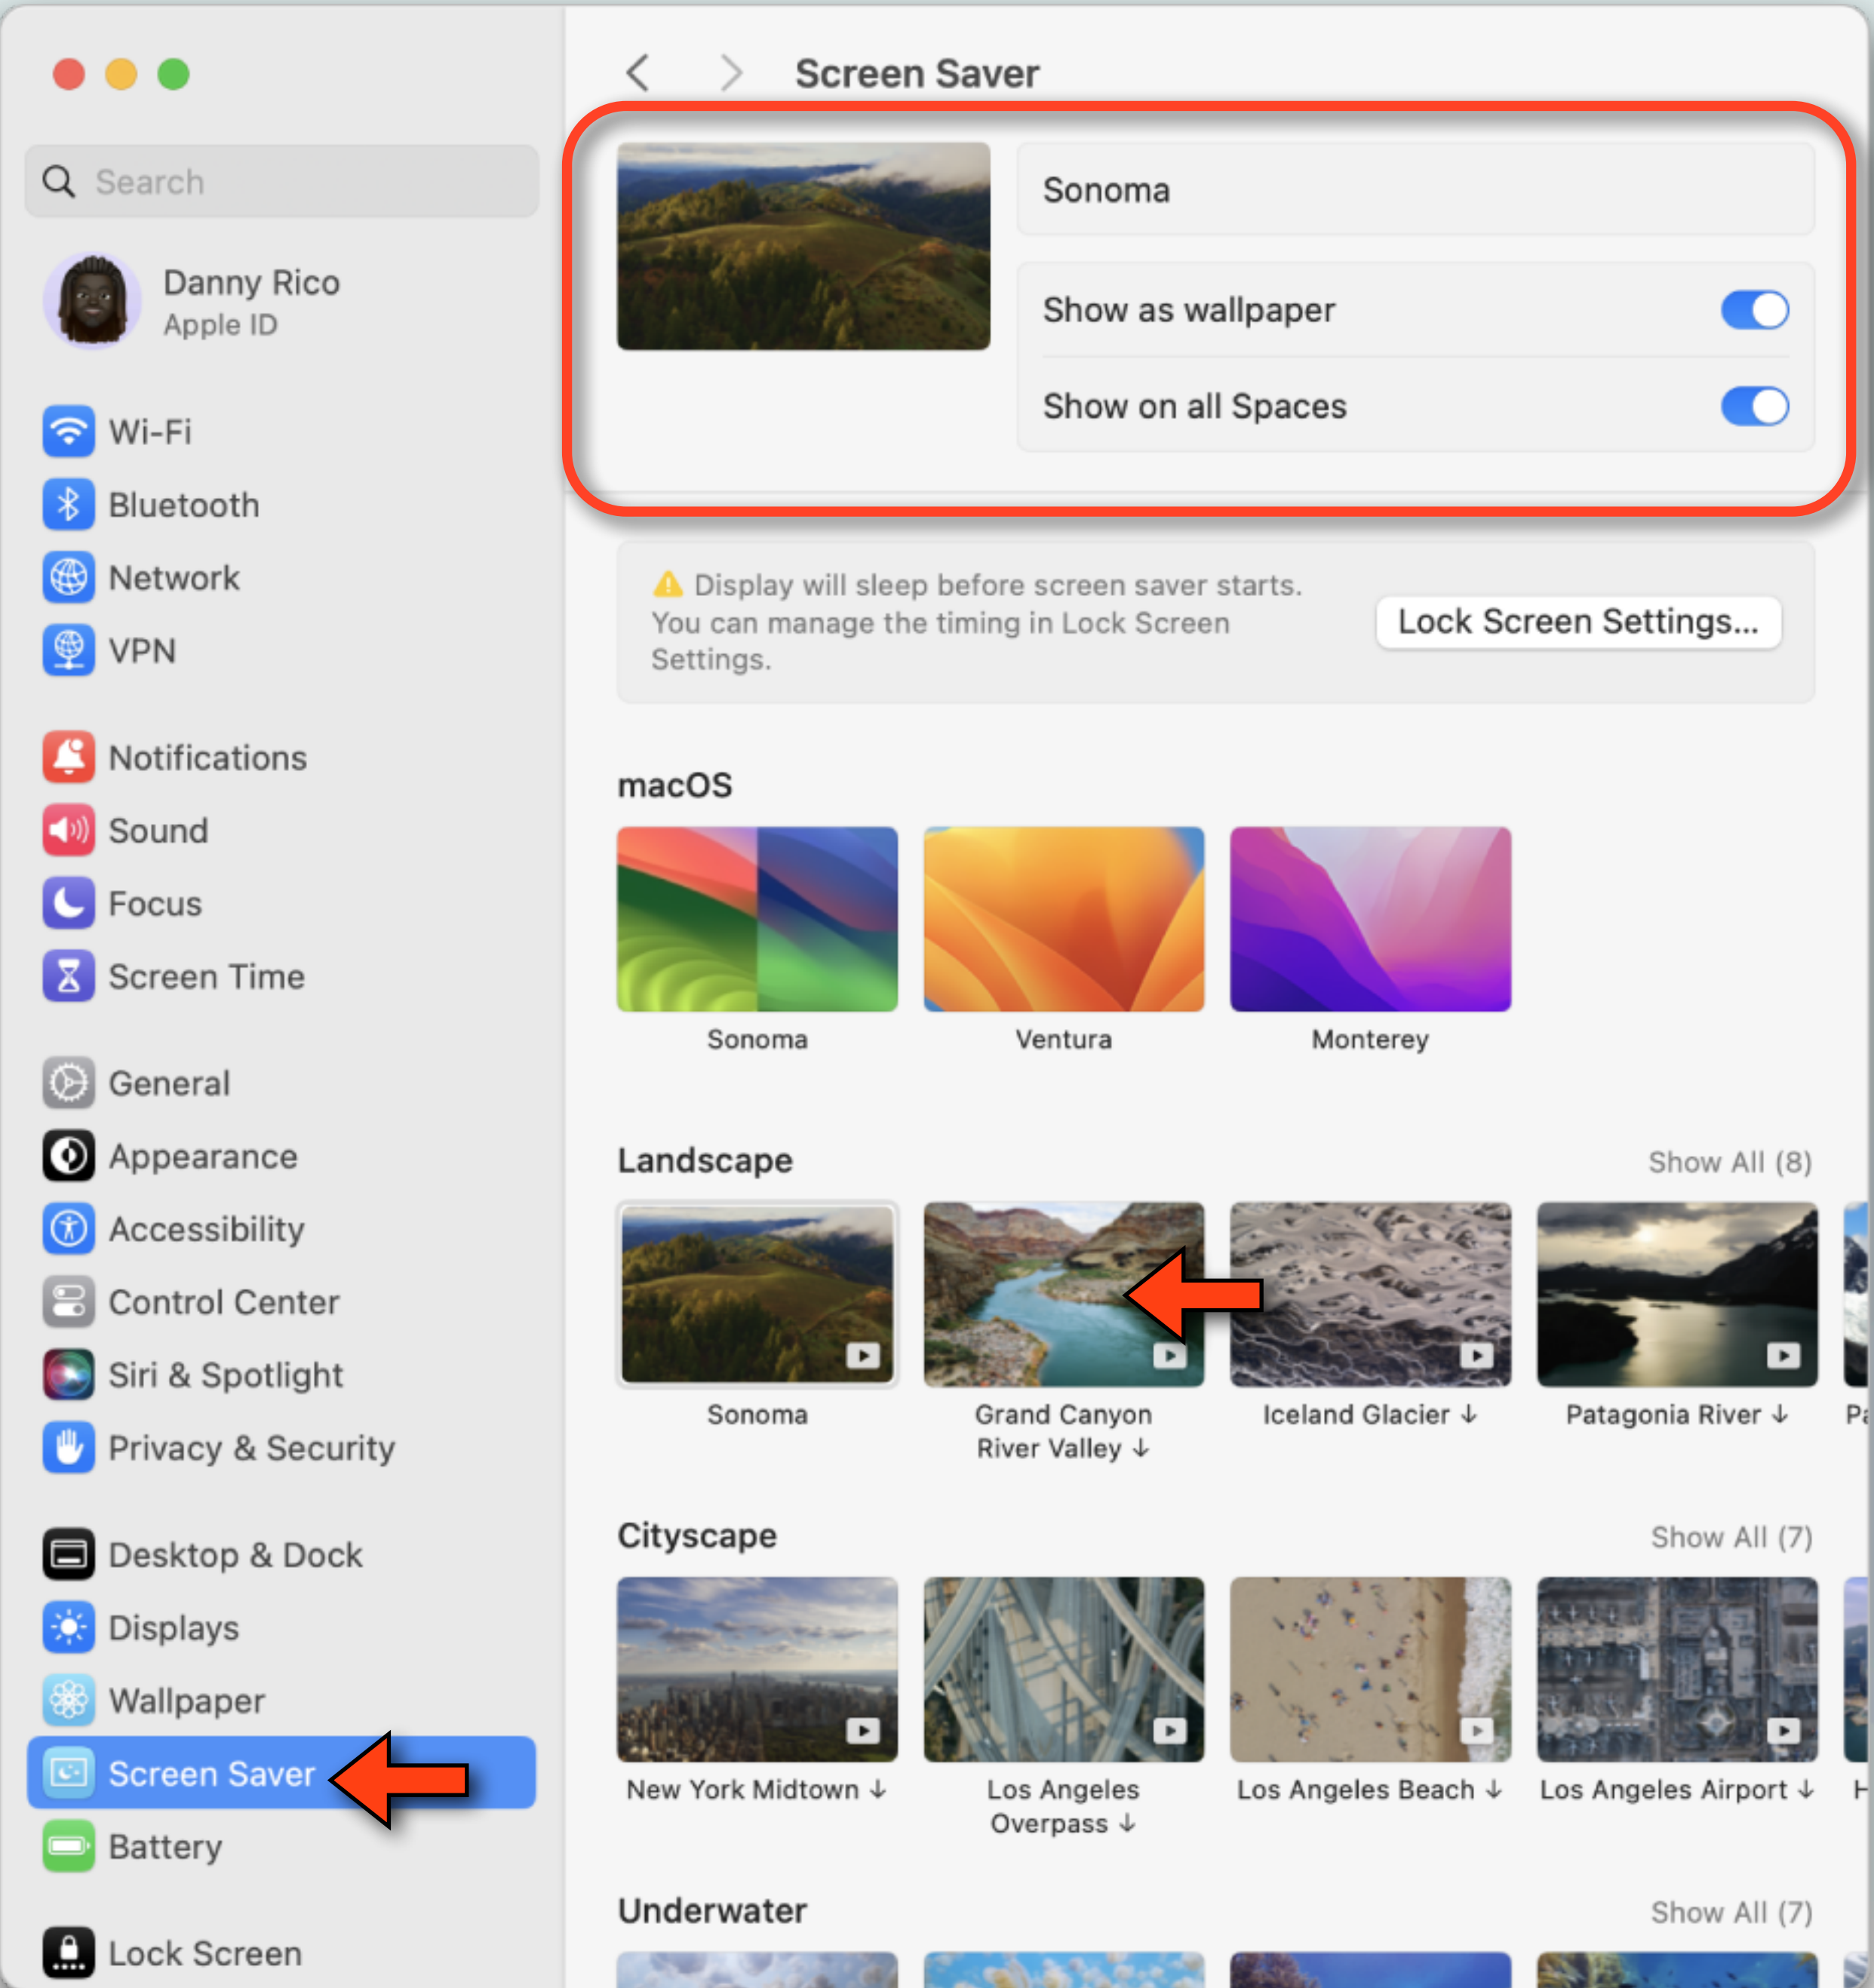 Search
Danny Rico
Apple ID
Wi-Fi
Bluetooth
Network
VPN
Notifications
Sound
Focus
Screen Time
General
Appearance
Accessibility
Control Center
Siri & Spotlight
Privacy & Security
Desktop & Dock
Displays
Wallpaper
Screen Saver
Battery
Lock Screen
Screen Saver
Sonoma
Show as wallpaper
Show on all Spaces
Display will sleep before screen saver starts.
You can manage the timing in Lock Screen
Settings.
Lock Screen Settings...
macOS
Sonoma
Ventura
Monterey
Landscape
Show All (8)
Sonoma
Grand Canyon
River Valley ↓
Iceland Glacier ↓
Patagonia River ↓
Cityscape
Show All (7)
New York Midtown ↓
Los Angeles
Overpass ↓
Los Angeles Beach ↓
Los Angeles Airport ↓
Underwater
Show All (7)